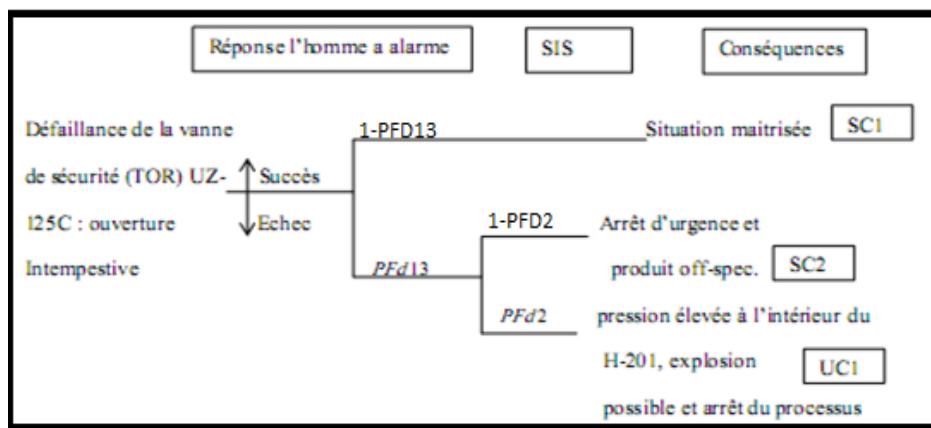 Réponse l'homme a alarme
SIS
Conséquences
Défaillance de la vanne
1-PFD13
Situation maitrisée
SC1
de sécurité (TOR) UZ-
Succès
125C : ouverture
Echec
1-PFD2
Arrêt d'urgence et
Intempestive
PFd13
produit off-spec.
SC2
PFd2
pression élevée à l'intérieur du
H-201, explosion
UC1
possible et arrêt du processus